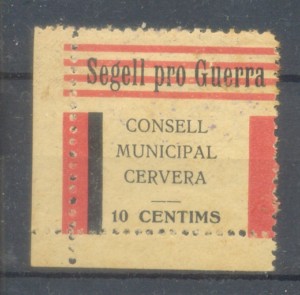 Segell pro Guerra
CONSELL
MUNICIPAL
CERVERA
10 CENTIMS